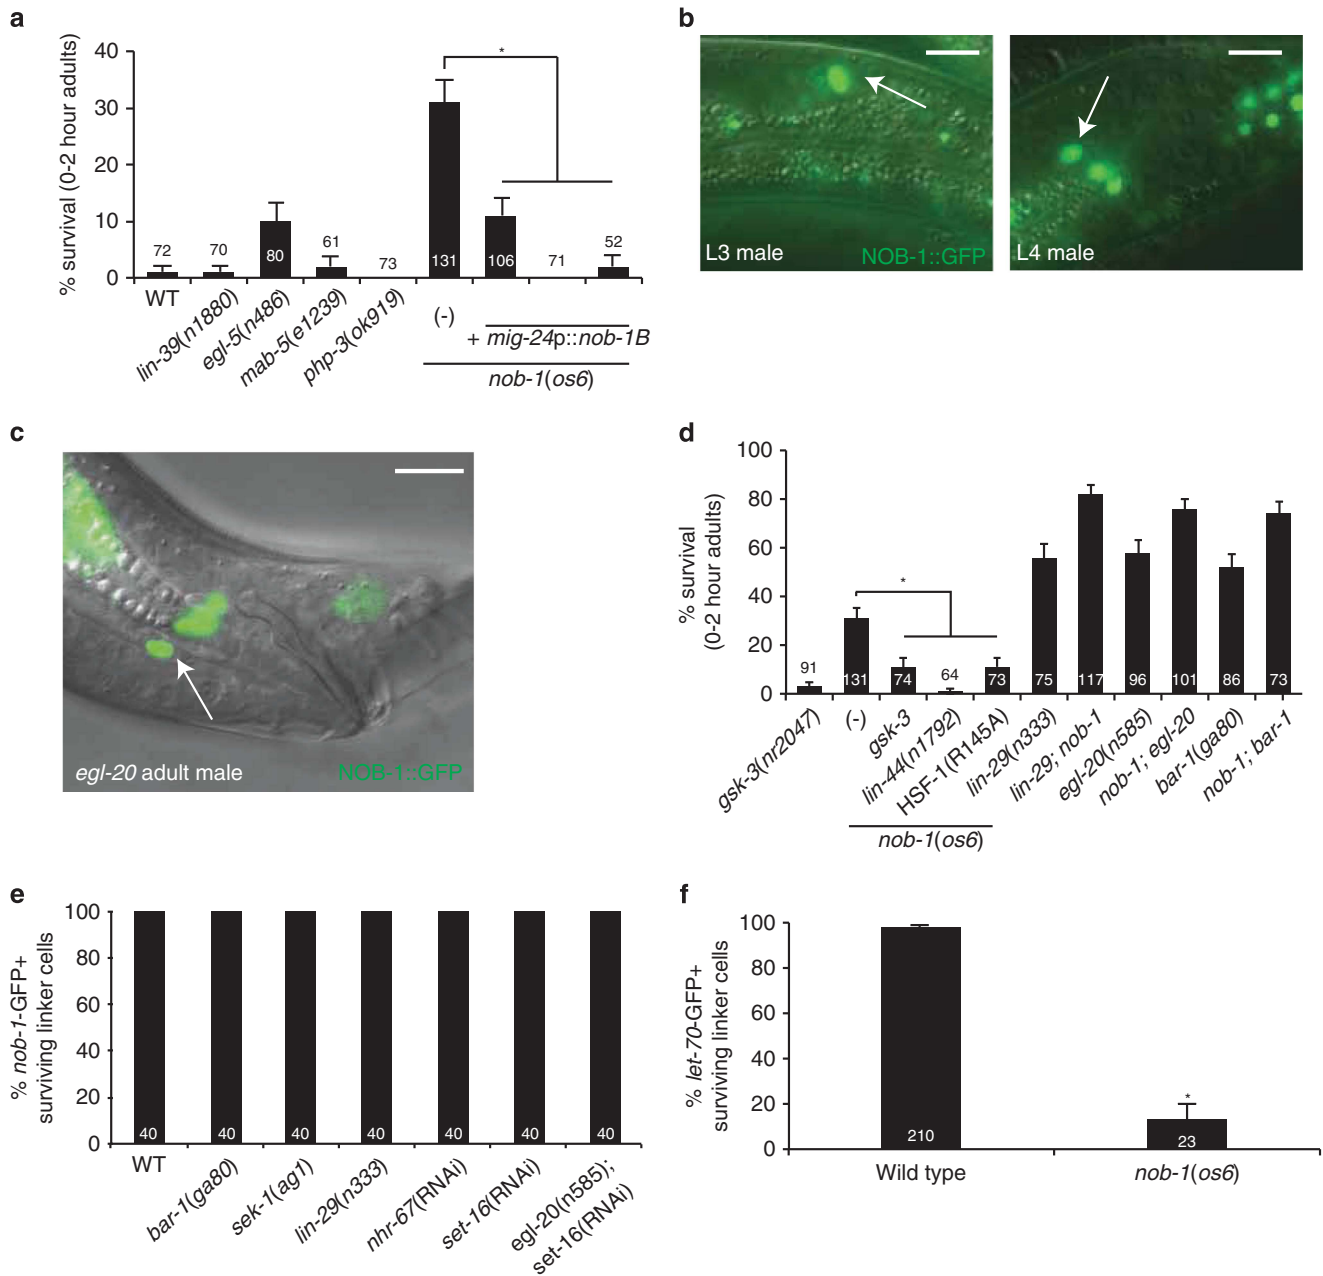 a
% survival (0-2 hour adults)
40
30
20
10
0
72
70
80
61
73
131
106
71
52
*
WT
lin-39(n1880)
egl-5(n486)
mab-5(e1239)
php-3(ok919)
(-)
+ mig-24p::nob-1B
nob-1(os6)
b
L3 male
NOB-1::GFP
L4 male
c
egl-20 adult male
NOB-1::GFP
d
% survival
(0-2 hour adults)
100
80
60
40
20
0
91
131
74
64
73
75
117
96
101
86
73
*
gsk-3(nr2047)
(-)
gsk-3
lin-44(n1792)
HSF-1(R145A)
lin-29(n333)
lin-29; nob-1
egl-20(n585)
nob-1; egl-20
bar-1(ga80)
nob-1; bar-1
nob-1(os6)
e
% nob-1-GFP+
surviving linker cells
100
80
60
40
20
0
40
40
40
40
40
40
40
WT
bar-1(ga80)
sek-1(ag1)
lin-29(n333)
nhr-67(RNAi)
set-16(RNAi)
egl-20(n585);
set-16(RNAi)
f
% let-70-GFP+
surviving linker cells
100
80
60
40
20
0
210
*
23
Wild type
nob-1(os6)